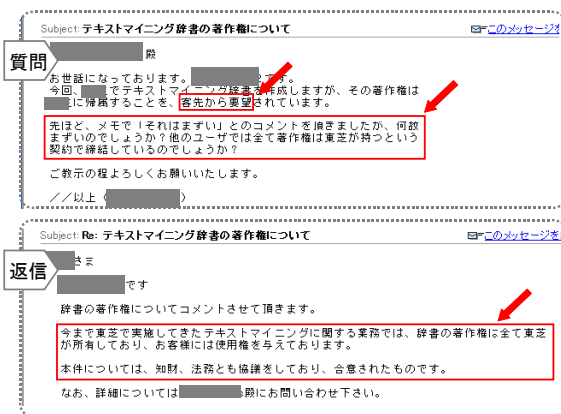 Subject: テキストマイニング辞書の著作権について
このメッセージを
質問
殿
お世話になっております。 です。
今回、 でテキストマイニング辞書を作成しますが、その著作権は
に帰属することを、客先から要望されています。
先ほど、メモで「それはまずい」とのコメントを頂きましたが、何故
まずいのでしょうか？他のユーザでは全て著作権は東芝が持つという
契約で締結しているのでしょうか？
ご教示の程よろしくお願いいたします。
／／以上（ ）
Subject: Re: テキストマイニング辞書の著作権について
このメッセージを
返信
さま
です
辞書の著作権についてコメントさせて頂きます。
今まで東芝で実施してきたテキストマイニングに関する業務では、辞書の著作権は全て東芝
が所有しており、お客様には使用権を与えております。
本件については、知財、法務とも協議をしており、合意されたものです。
なお、詳細については 殿にお問い合わせ下さい。